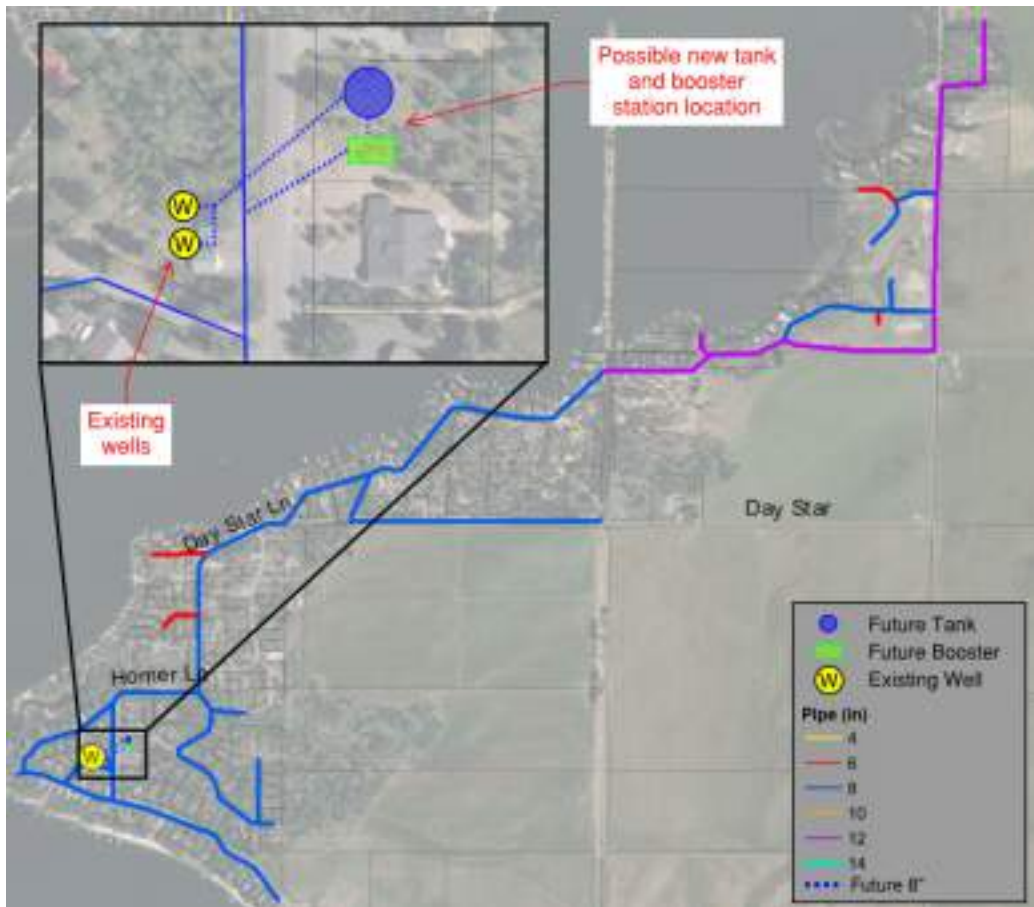 Possible new tank
and booster
station location
W
W
Existing
wells
Day Star Ln
Day Star
Homer Ln
W
Future Tank
Future Booster
W
Existing Well
Pipe (in)
4
6
8
10
12
14
Future 8"